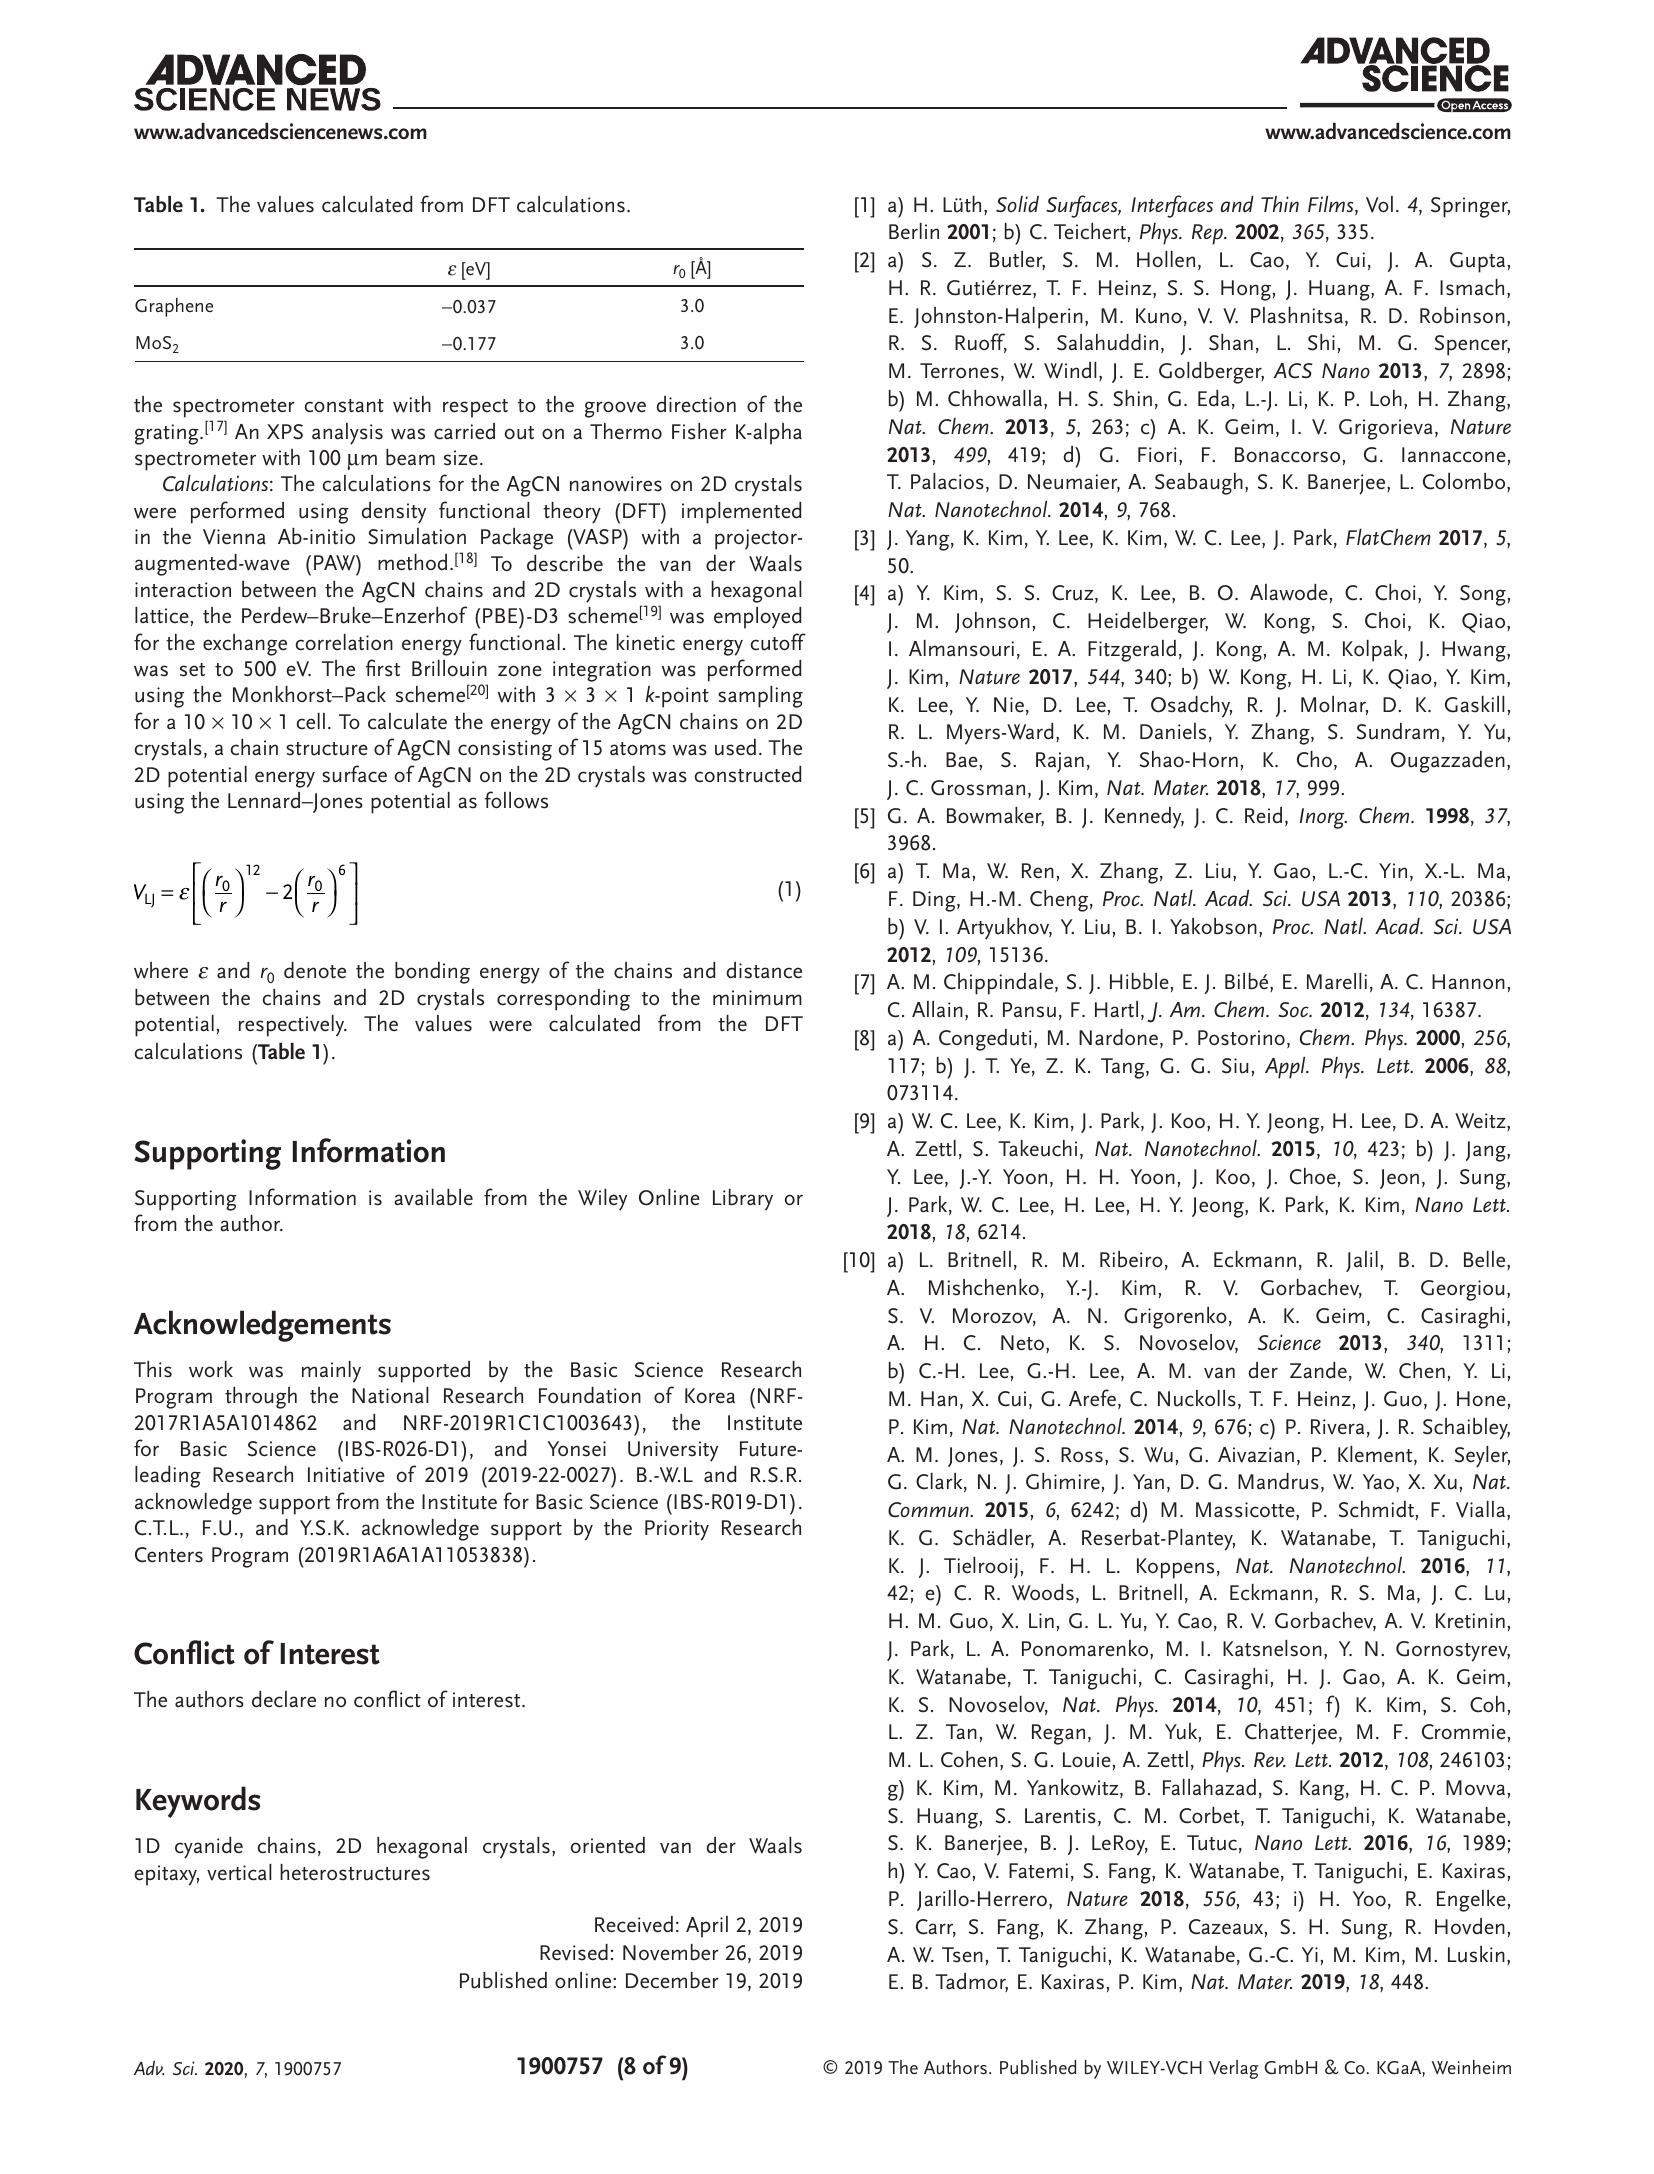 ADVANCED
SCIENCE NEWS
www.advancedsciencenews.com
ADVANCED
SCIENCE
Open Access
www.advancedscience.com
Table 1. The values calculated from DFT calculations.
ε [eV] r0 [Å]
Graphene −0.037 3.0
MoS2 −0.177 3.0
the spectrometer constant with respect to the groove direction of the
grating.[17] An XPS analysis was carried out on a Thermo Fisher K-alpha
spectrometer with 100 µm beam size.
Calculations: The calculations for the AgCN nanowires on 2D crystals
were performed using density functional theory (DFT) implemented
in the Vienna Ab-initio Simulation Package (VASP) with a projector-
augmented-wave (PAW) method.[18] To describe the van der Waals
interaction between the AgCN chains and 2D crystals with a hexagonal
lattice, the Perdew–Bruke–Enzerhof (PBE)-D3 scheme[19] was employed
for the exchange correlation energy functional. The kinetic energy cutoff
was set to 500 eV. The first Brillouin zone integration was performed
using the Monkhorst–Pack scheme[20] with 3 × 3 × 1 k-point sampling
for a 10 × 10 × 1 cell. To calculate the energy of the AgCN chains on 2D
crystals, a chain structure of AgCN consisting of 15 atoms was used. The
2D potential energy surface of AgCN on the 2D crystals was constructed
using the Lennard–Jones potential as follows
V_LJ = ε[(r0/r)^12 − 2(r0/r)^6] (1)
where ε and r0 denote the bonding energy of the chains and distance
between the chains and 2D crystals corresponding to the minimum
potential, respectively. The values were calculated from the DFT
calculations (Table 1).
Supporting Information
Supporting Information is available from the Wiley Online Library or
from the author.
Acknowledgements
This work was mainly supported by the Basic Science Research
Program through the National Research Foundation of Korea (NRF-
2017R1A5A1014862 and NRF-2019R1C1C1003643), the Institute
for Basic Science (IBS-R026-D1), and Yonsei University Future-
leading Research Initiative of 2019 (2019-22-0027). B.-W.L and R.S.R.
acknowledge support from the Institute for Basic Science (IBS-R019-D1).
C.T.L., F.U., and Y.S.K. acknowledge support by the Priority Research
Centers Program (2019R1A6A1A11053838).
Conflict of Interest
The authors declare no conflict of interest.
Keywords
1D cyanide chains, 2D hexagonal crystals, oriented van der Waals
epitaxy, vertical heterostructures
Received: April 2, 2019
Revised: November 26, 2019
Published online: December 19, 2019
[1] a) H. Lüth, Solid Surfaces, Interfaces and Thin Films, Vol. 4, Springer,
Berlin 2001; b) C. Teichert, Phys. Rep. 2002, 365, 335.
[2] a) S. Z. Butler, S. M. Hollen, L. Cao, Y. Cui, J. A. Gupta,
H. R. Gutiérrez, T. F. Heinz, S. S. Hong, J. Huang, A. F. Ismach,
E. Johnston-Halperin, M. Kuno, V. V. Plashnitsa, R. D. Robinson,
R. S. Ruoff, S. Salahuddin, J. Shan, L. Shi, M. G. Spencer,
M. Terrones, W. Windl, J. E. Goldberger, ACS Nano 2013, 7, 2898;
b) M. Chhowalla, H. S. Shin, G. Eda, L.-J. Li, K. P. Loh, H. Zhang,
Nat. Chem. 2013, 5, 263; c) A. K. Geim, I. V. Grigorieva, Nature
2013, 499, 419; d) G. Fiori, F. Bonaccorso, G. Iannaccone,
T. Palacios, D. Neumaier, A. Seabaugh, S. K. Banerjee, L. Colombo,
Nat. Nanotechnol. 2014, 9, 768.
[3] J. Yang, K. Kim, Y. Lee, K. Kim, W. C. Lee, J. Park, FlatChem 2017, 5,
50.
[4] a) Y. Kim, S. S. Cruz, K. Lee, B. O. Alawode, C. Choi, Y. Song,
J. M. Johnson, C. Heidelberger, W. Kong, S. Choi, K. Qiao,
I. Almansouri, E. A. Fitzgerald, J. Kong, A. M. Kolpak, J. Hwang,
J. Kim, Nature 2017, 544, 340; b) W. Kong, H. Li, K. Qiao, Y. Kim,
K. Lee, Y. Nie, D. Lee, T. Osadchy, R. J. Molnar, D. K. Gaskill,
R. L. Myers-Ward, K. M. Daniels, Y. Zhang, S. Sundram, Y. Yu,
S.-h. Bae, S. Rajan, Y. Shao-Horn, K. Cho, A. Ougazzaden,
J. C. Grossman, J. Kim, Nat. Mater. 2018, 17, 999.
[5] G. A. Bowmaker, B. J. Kennedy, J. C. Reid, Inorg. Chem. 1998, 37,
3968.
[6] a) T. Ma, W. Ren, X. Zhang, Z. Liu, Y. Gao, L.-C. Yin, X.-L. Ma,
F. Ding, H.-M. Cheng, Proc. Natl. Acad. Sci. USA 2013, 110, 20386;
b) V. I. Artyukhov, Y. Liu, B. I. Yakobson, Proc. Natl. Acad. Sci. USA
2012, 109, 15136.
[7] A. M. Chippindale, S. J. Hibble, E. J. Bilbé, E. Marelli, A. C. Hannon,
C. Allain, R. Pansu, F. Hartl, J. Am. Chem. Soc. 2012, 134, 16387.
[8] a) A. Congeduti, M. Nardone, P. Postorino, Chem. Phys. 2000, 256,
117; b) J. T. Ye, Z. K. Tang, G. G. Siu, Appl. Phys. Lett. 2006, 88,
073114.
[9] a) W. C. Lee, K. Kim, J. Park, J. Koo, H. Y. Jeong, H. Lee, D. A. Weitz,
A. Zettl, S. Takeuchi, Nat. Nanotechnol. 2015, 10, 423; b) J. Jang,
Y. Lee, J.-Y. Yoon, H. H. Yoon, J. Koo, J. Choe, S. Jeon, J. Sung,
J. Park, W. C. Lee, H. Lee, H. Y. Jeong, K. Park, K. Kim, Nano Lett.
2018, 18, 6214.
[10] a) L. Britnell, R. M. Ribeiro, A. Eckmann, R. Jalil, B. D. Belle,
A. Mishchenko, Y.-J. Kim, R. V. Gorbachev, T. Georgiou,
S. V. Morozov, A. N. Grigorenko, A. K. Geim, C. Casiraghi,
A. H. C. Neto, K. S. Novoselov, Science 2013, 340, 1311;
b) C.-H. Lee, G.-H. Lee, A. M. van der Zande, W. Chen, Y. Li,
M. Han, X. Cui, G. Arefe, C. Nuckolls, T. F. Heinz, J. Guo, J. Hone,
P. Kim, Nat. Nanotechnol. 2014, 9, 676; c) P. Rivera, J. R. Schaibley,
A. M. Jones, J. S. Ross, S. Wu, G. Aivazian, P. Klement, K. Seyler,
G. Clark, N. J. Ghimire, J. Yan, D. G. Mandrus, W. Yao, X. Xu, Nat.
Commun. 2015, 6, 6242; d) M. Massicotte, P. Schmidt, F. Vialla,
K. G. Schädler, A. Reserbat-Plantey, K. Watanabe, T. Taniguchi,
K. J. Tielrooij, F. H. L. Koppens, Nat. Nanotechnol. 2016, 11,
42; e) C. R. Woods, L. Britnell, A. Eckmann, R. S. Ma, J. C. Lu,
H. M. Guo, X. Lin, G. L. Yu, Y. Cao, R. V. Gorbachev, A. V. Kretinin,
J. Park, L. A. Ponomarenko, M. I. Katsnelson, Y. N. Gornostyrev,
K. Watanabe, T. Taniguchi, C. Casiraghi, H. J. Gao, A. K. Geim,
K. S. Novoselov, Nat. Phys. 2014, 10, 451; f) K. Kim, S. Coh,
L. Z. Tan, W. Regan, J. M. Yuk, E. Chatterjee, M. F. Crommie,
M. L. Cohen, S. G. Louie, A. Zettl, Phys. Rev. Lett. 2012, 108, 246103;
g) K. Kim, M. Yankowitz, B. Fallahazad, S. Kang, H. C. P. Movva,
S. Huang, S. Larentis, C. M. Corbet, T. Taniguchi, K. Watanabe,
S. K. Banerjee, B. J. LeRoy, E. Tutuc, Nano Lett. 2016, 16, 1989;
h) Y. Cao, V. Fatemi, S. Fang, K. Watanabe, T. Taniguchi, E. Kaxiras,
P. Jarillo-Herrero, Nature 2018, 556, 43; i) H. Yoo, R. Engelke,
S. Carr, S. Fang, K. Zhang, P. Cazeaux, S. H. Sung, R. Hovden,
A. W. Tsen, T. Taniguchi, K. Watanabe, G.-C. Yi, M. Kim, M. Luskin,
E. B. Tadmor, E. Kaxiras, P. Kim, Nat. Mater. 2019, 18, 448.
Adv. Sci. 2020, 7, 1900757
1900757 (8 of 9)
© 2019 The Authors. Published by WILEY-VCH Verlag GmbH & Co. KGaA, Weinheim